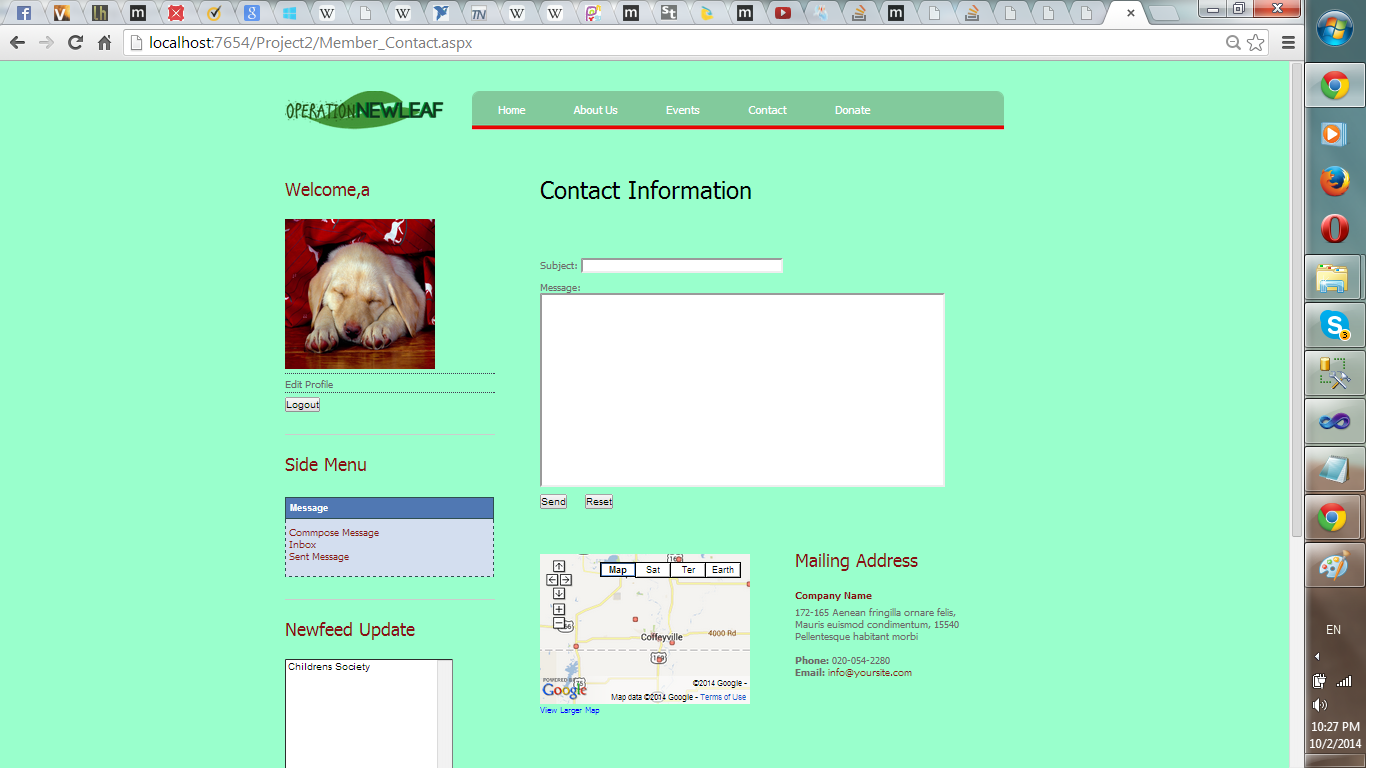 localhost:7654/Project2/Member_Contact.aspx
OPERATIONNEWLEAF
Home About Us Events Contact Donate
Welcome,a
Edit Profile
Logout
Side Menu
Message
Commpose Message
Inbox
Sent Message
Newfeed Update
Childrens Society
Contact Information
Subject:
Message:
Send Reset
Map Sat Ter Earth
Coffeyville
4000 Rd
169
POWERED BY
Google
©2014 Google -
Map data ©2014 Google - Terms of Use
View Larger Map
Mailing Address
Company Name
172-165 Aenean fringilla ornare felis,
Mauris euismod condimentum, 15540
Pellentesque habitant morbi
Phone: 020-054-2280
Email: info@yoursite.com
EN
10:27 PM
10/2/2014